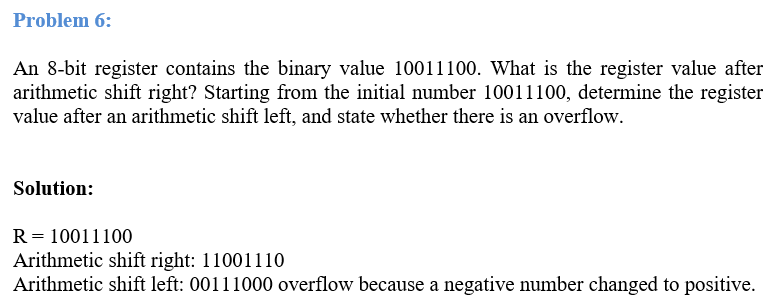 Problem 6:
An 8-bit register contains the binary value 10011100. What is the register value after
arithmetic shift right? Starting from the initial number 10011100, determine the register
value after an arithmetic shift left, and state whether there is an overflow.
Solution:
R = 10011100
Arithmetic shift right: 11001110
Arithmetic shift left: 00111000 overflow because a negative number changed to positive.